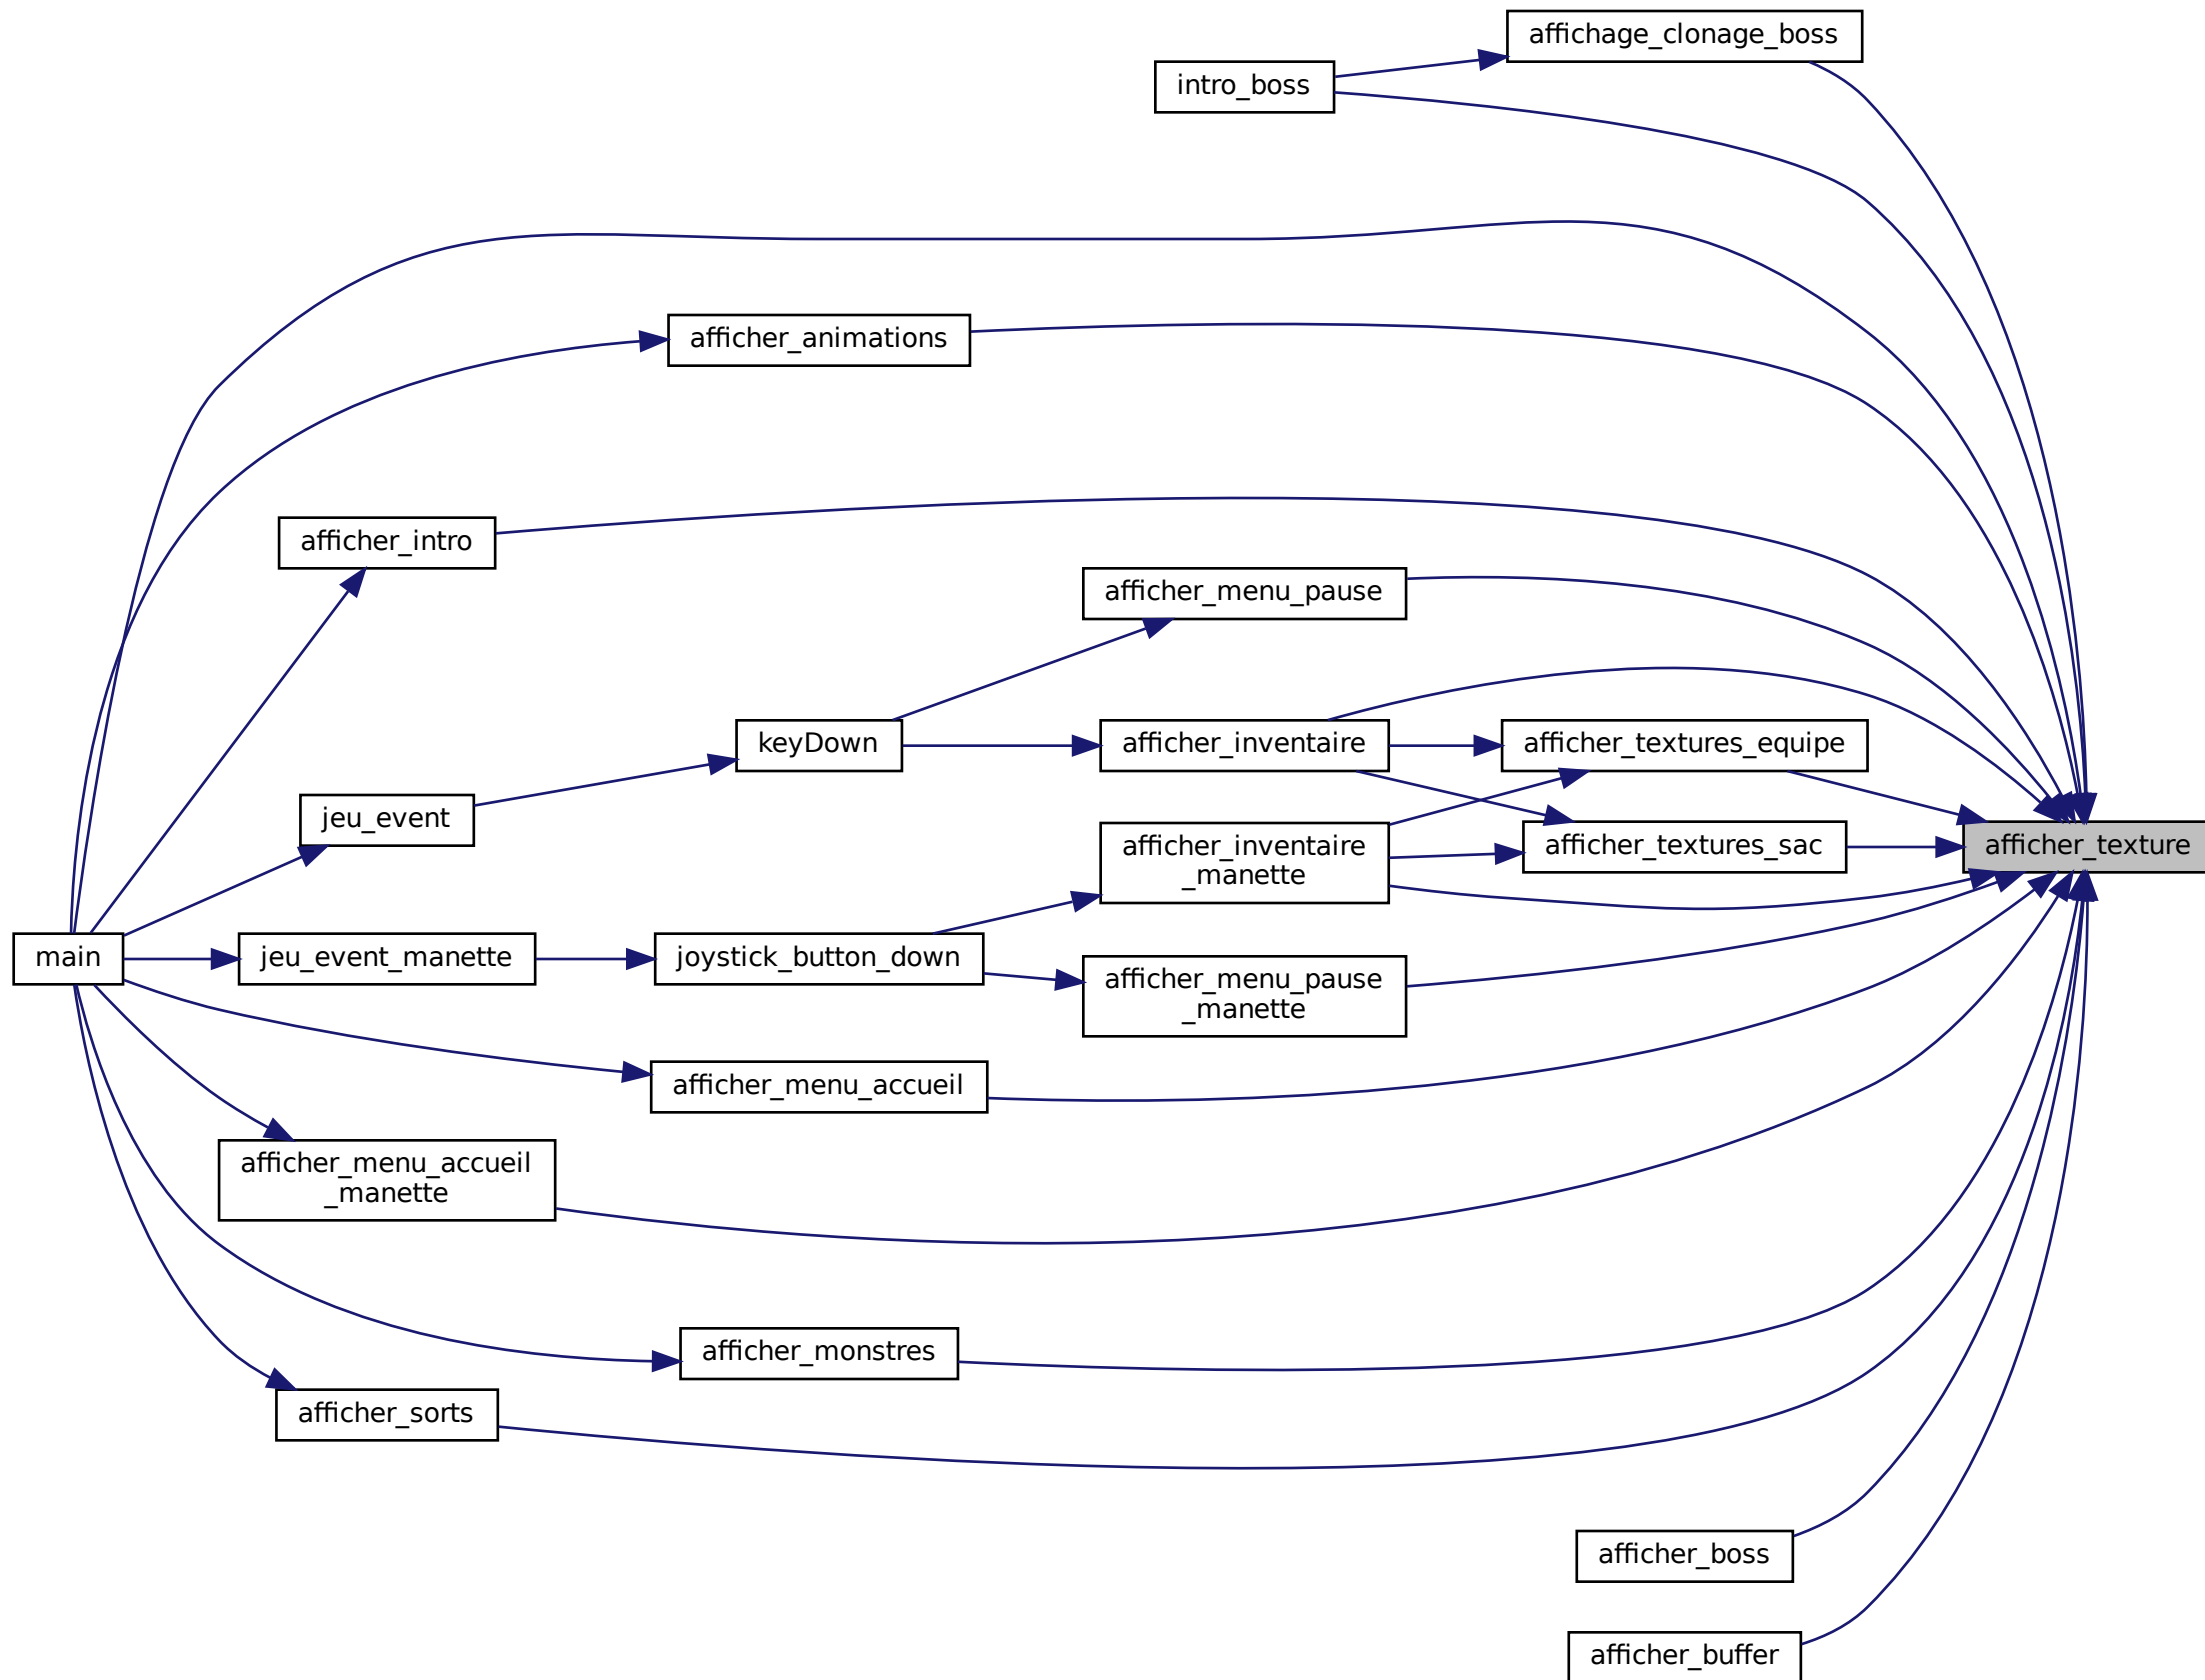 affichage_clonage_boss
intro_boss
afficher_animations
afficher_intro
afficher_menu_pause
keyDown
afficher_inventaire
afficher_textures_equipe
jeu_event
afficher_inventaire
_manette
afficher_textures_sac
afficher_texture
main
jeu_event_manette
joystick_button_down
afficher_menu_pause
_manette
afficher_menu_accueil
afficher_menu_accueil
_manette
afficher_monstres
afficher_sorts
afficher_boss
afficher_buffer